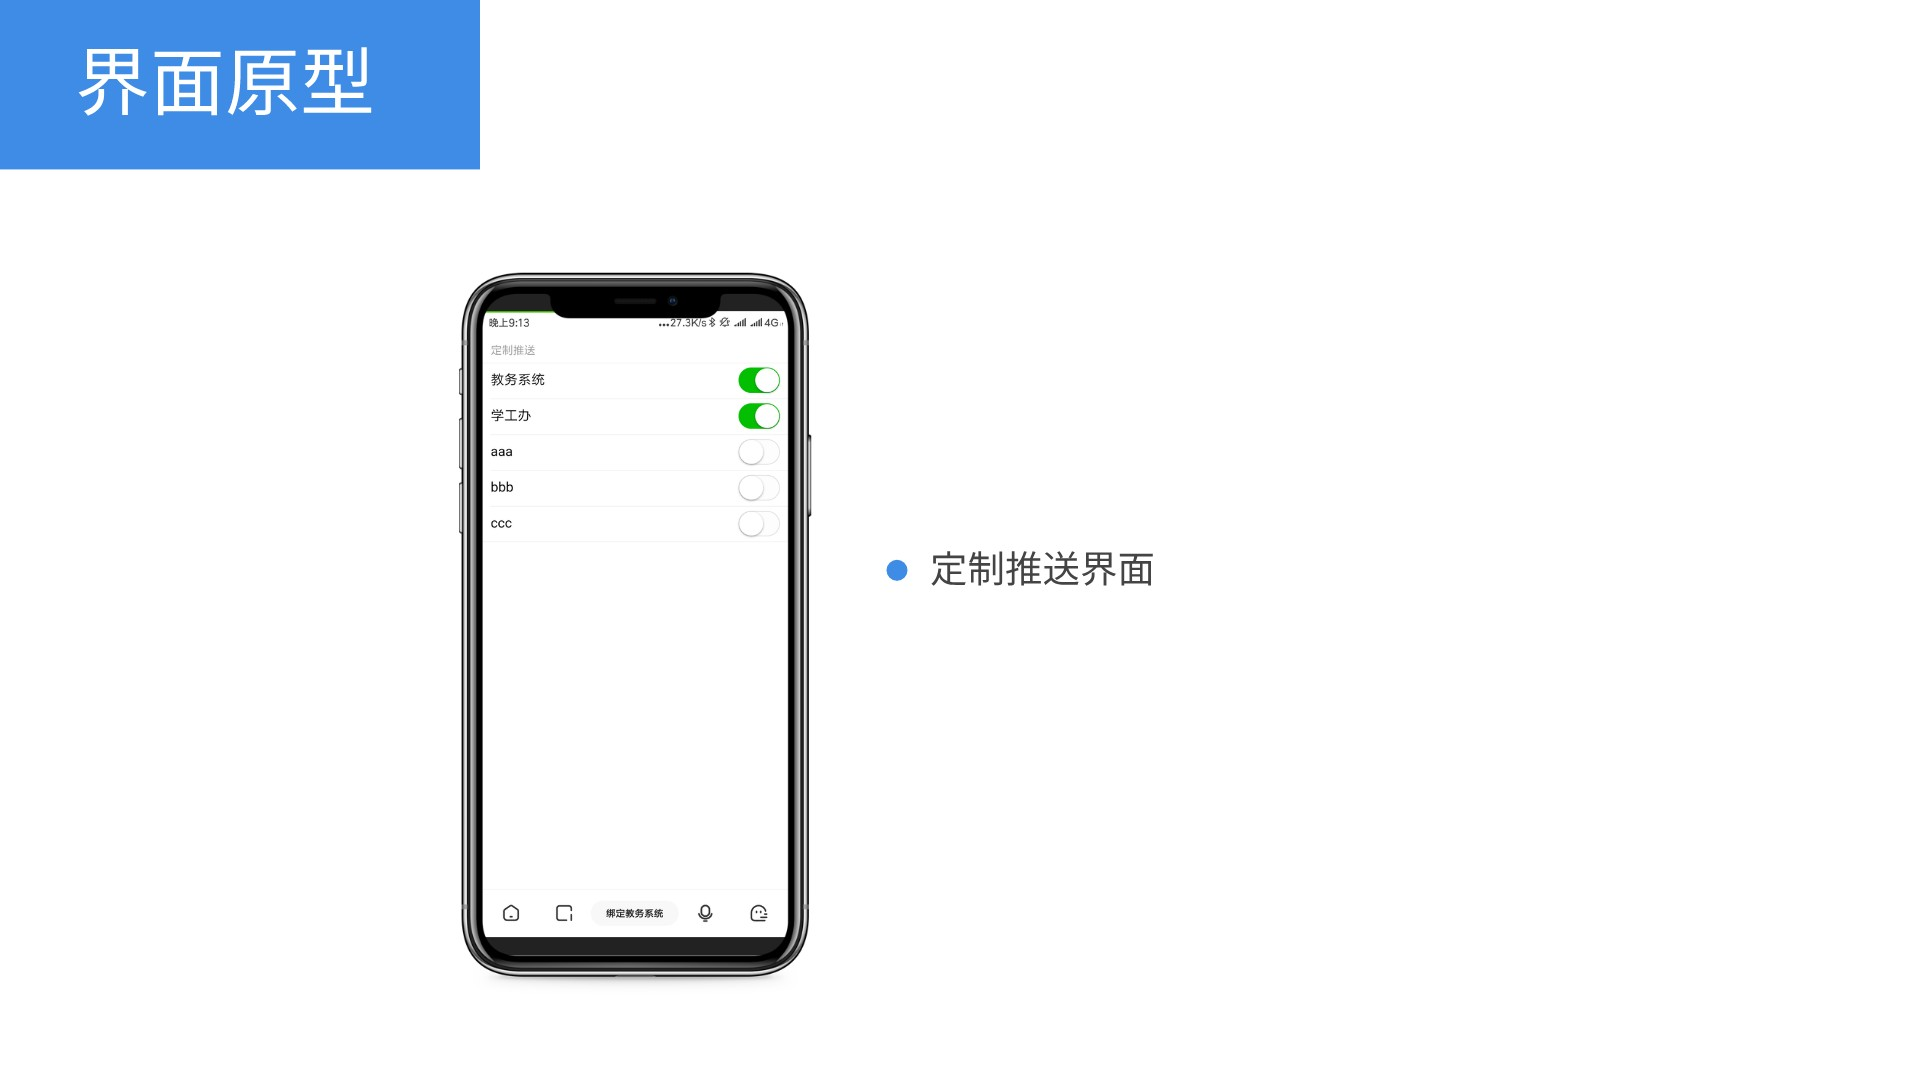 界面原型
晚上9:13
...27.3K/s 4G
定制推送
教务系统
学工办
aaa
bbb
ccc
绑定教务系统
定制推送界面